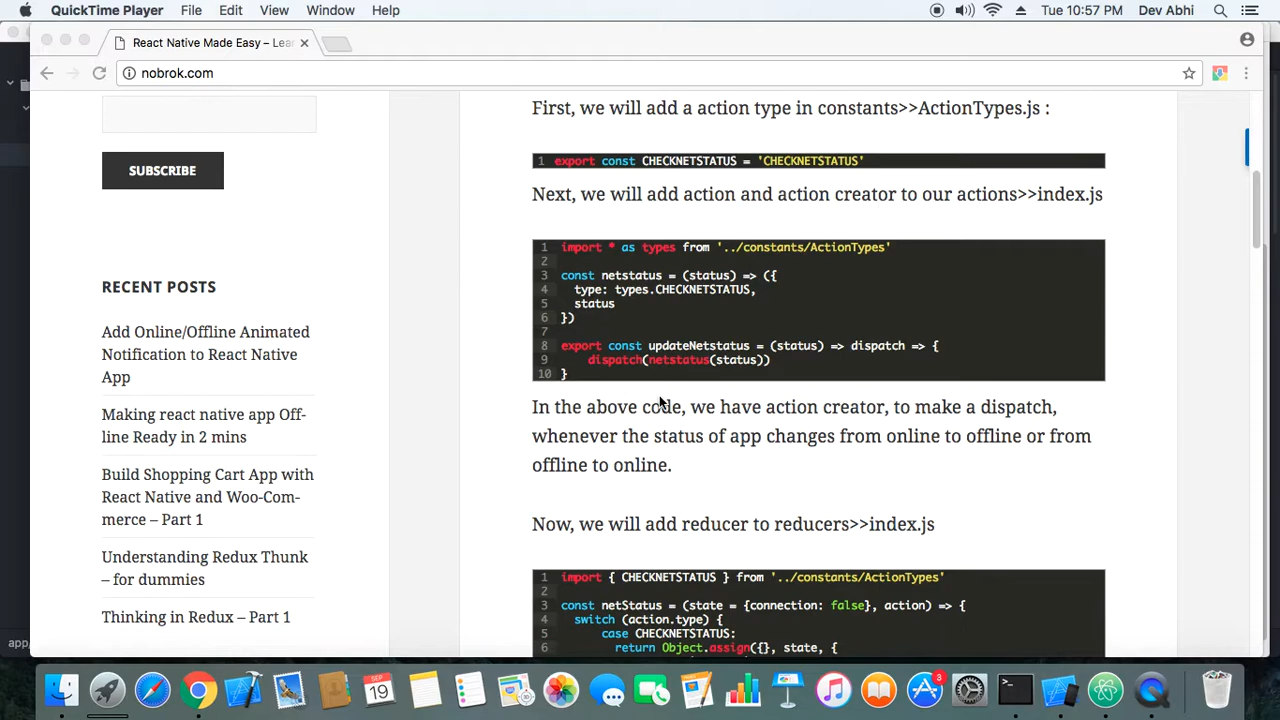 QuickTime Player File Edit View Window Help Tue 10:57 PM Dev Abhi
React Native Made Easy – Lea
nobrok.com
SUBSCRIBE
RECENT POSTS
Add Online/Offline Animated
Notification to React Native
App
Making react native app Off-
line Ready in 2 mins
Build Shopping Cart App with
React Native and Woo-Com-
merce – Part 1
Understanding Redux Thunk
– for dummies
Thinking in Redux – Part 1
First, we will add a action type in constants>>ActionTypes.js :
1 export const CHECKNETSTATUS = 'CHECKNETSTATUS'
Next, we will add action and action creator to our actions>>index.js
1 import * as types from '../constants/ActionTypes'
2
3 const netstatus = (status) => ({
4 type: types.CHECKNETSTATUS,
5 status
6 })
7
8 export const updateNetstatus = (status) => dispatch => {
9 dispatch(netstatus(status))
10 }
In the above code, we have action creator, to make a dispatch,
whenever the status of app changes from online to offline or from
offline to online.
Now, we will add reducer to reducers>>index.js
1 import { CHECKNETSTATUS } from '../constants/ActionTypes'
2
3 const netStatus = (state = {connection: false}, action) => {
4 switch (action.type) {
5 case CHECKNETSTATUS:
6 return Object.assign({}, state, {
app
SEP
19
3